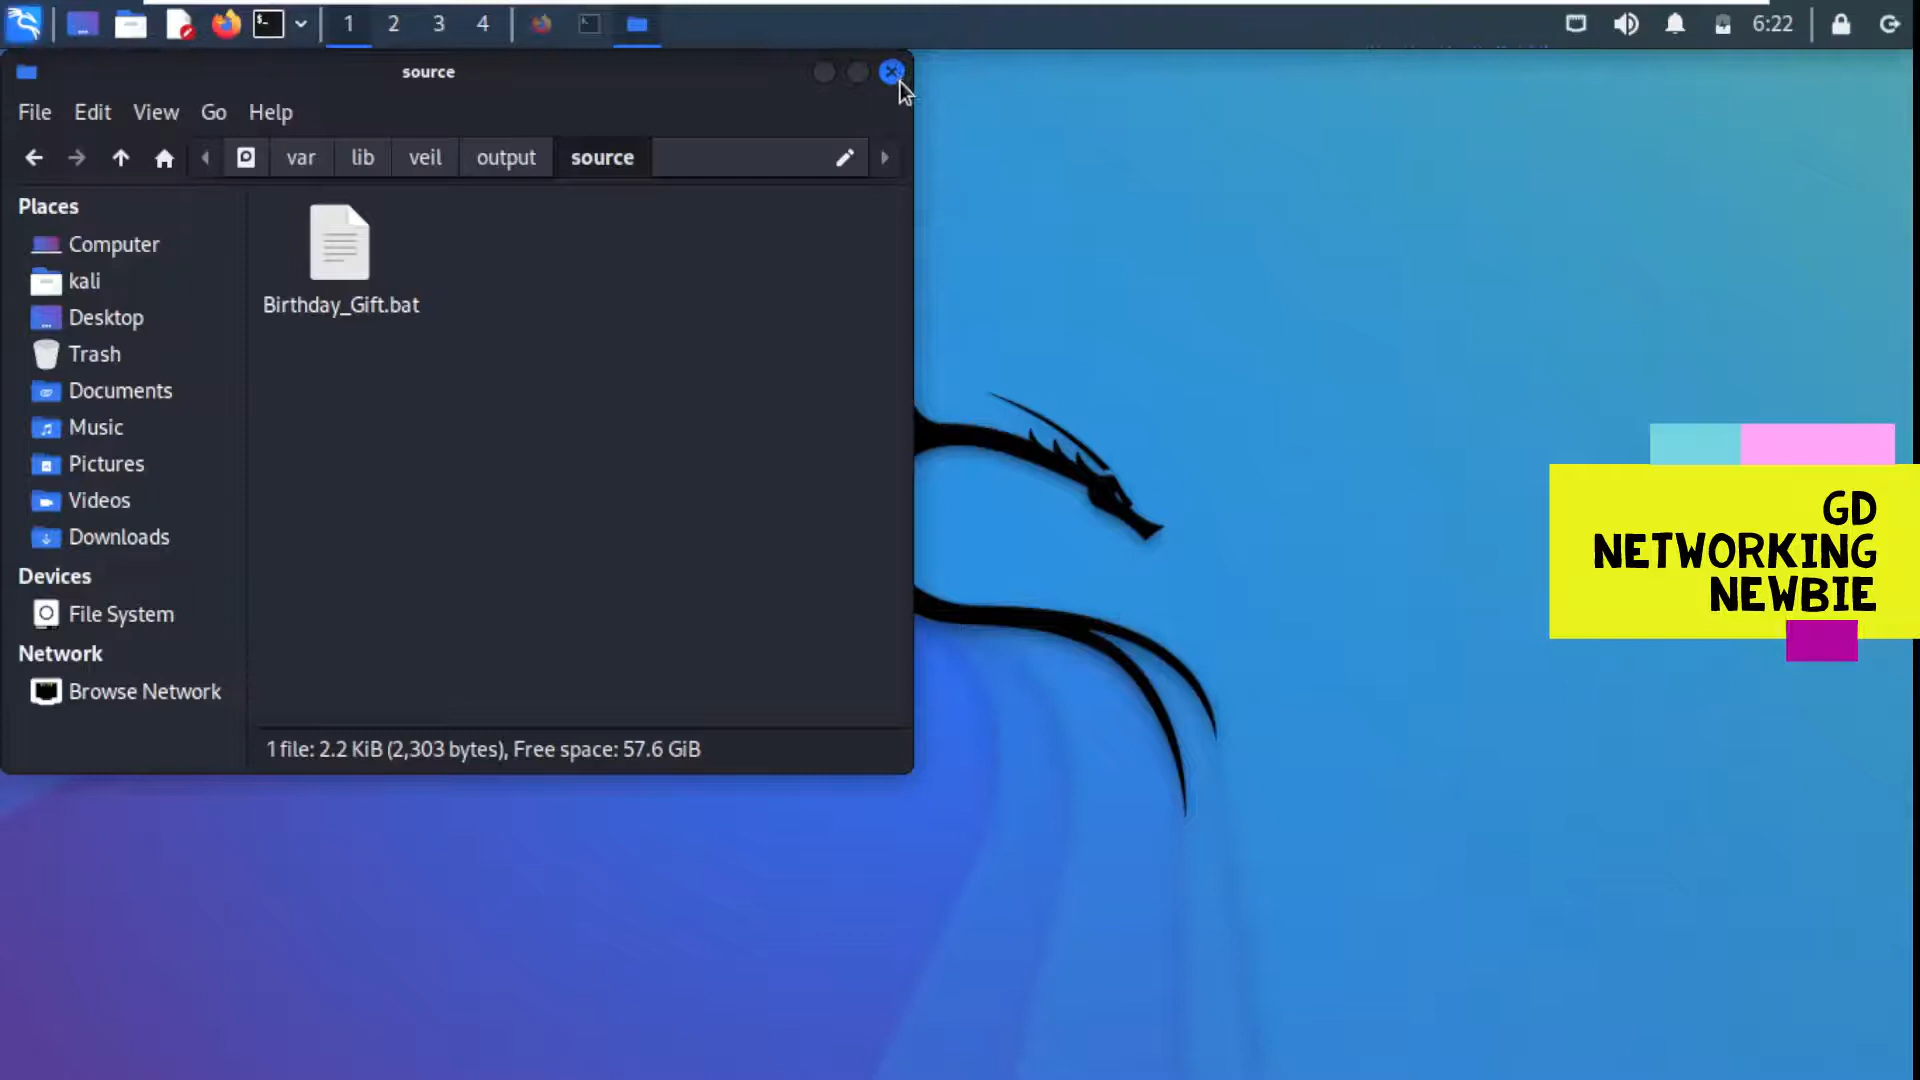 1 2 3 4 6:22
source
File Edit View Go Help
var lib veil output source
Places
Computer
kali
Desktop
Trash
Documents
Music
Pictures
Videos
Downloads
Devices
File System
Network
Browse Network
Birthday_Gift.bat
1 file: 2.2 KiB (2,303 bytes), Free space: 57.6 GiB
GD
NETWORKING
NEWBIE